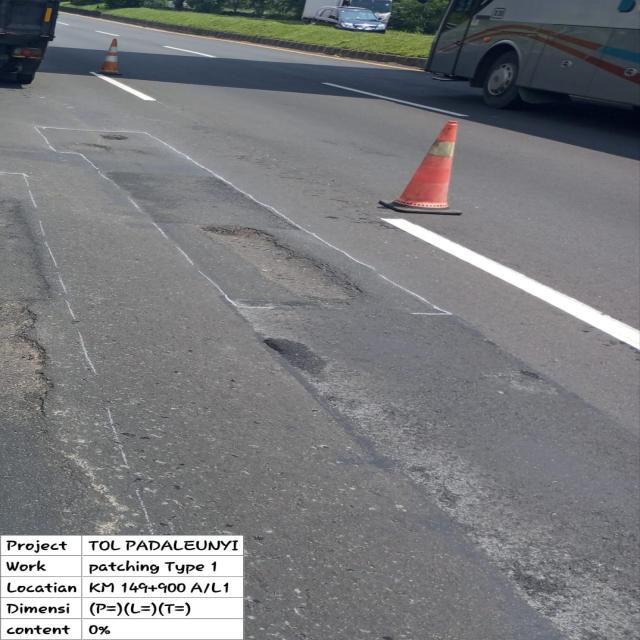 Project TOL PADALEUNYI
Work patching Type 1
Locatian KM 149+900 A/L1
Dimensi (P=)(L=)(T=)
content 0%